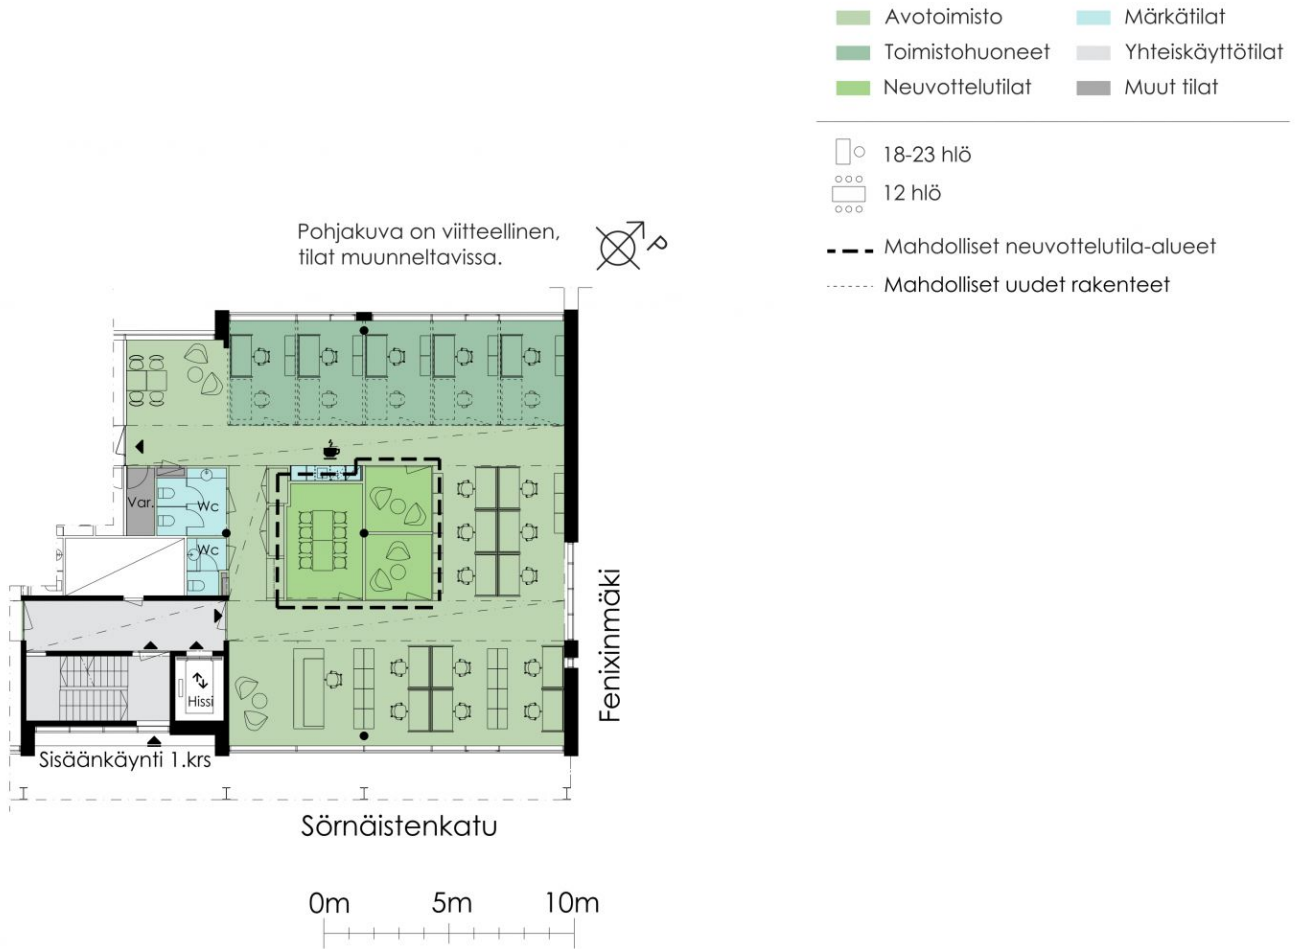 Avotoimisto
Märkätilat
Toimistohuoneet
Yhteiskäyttötilat
Neuvottelutilat
Muut tilat
18-23 hlö
12 hlö
Mahdolliset neuvottelutila-alueet
Mahdolliset uudet rakenteet
Pohjakuva on viitteellinen,
tilat muunneltavissa.
P
Var.
Wc
Wc
Hissi
Sisäänkäynti 1.krs
Fenixinmäki
Sörnäistenkatu
0m 5m 10m